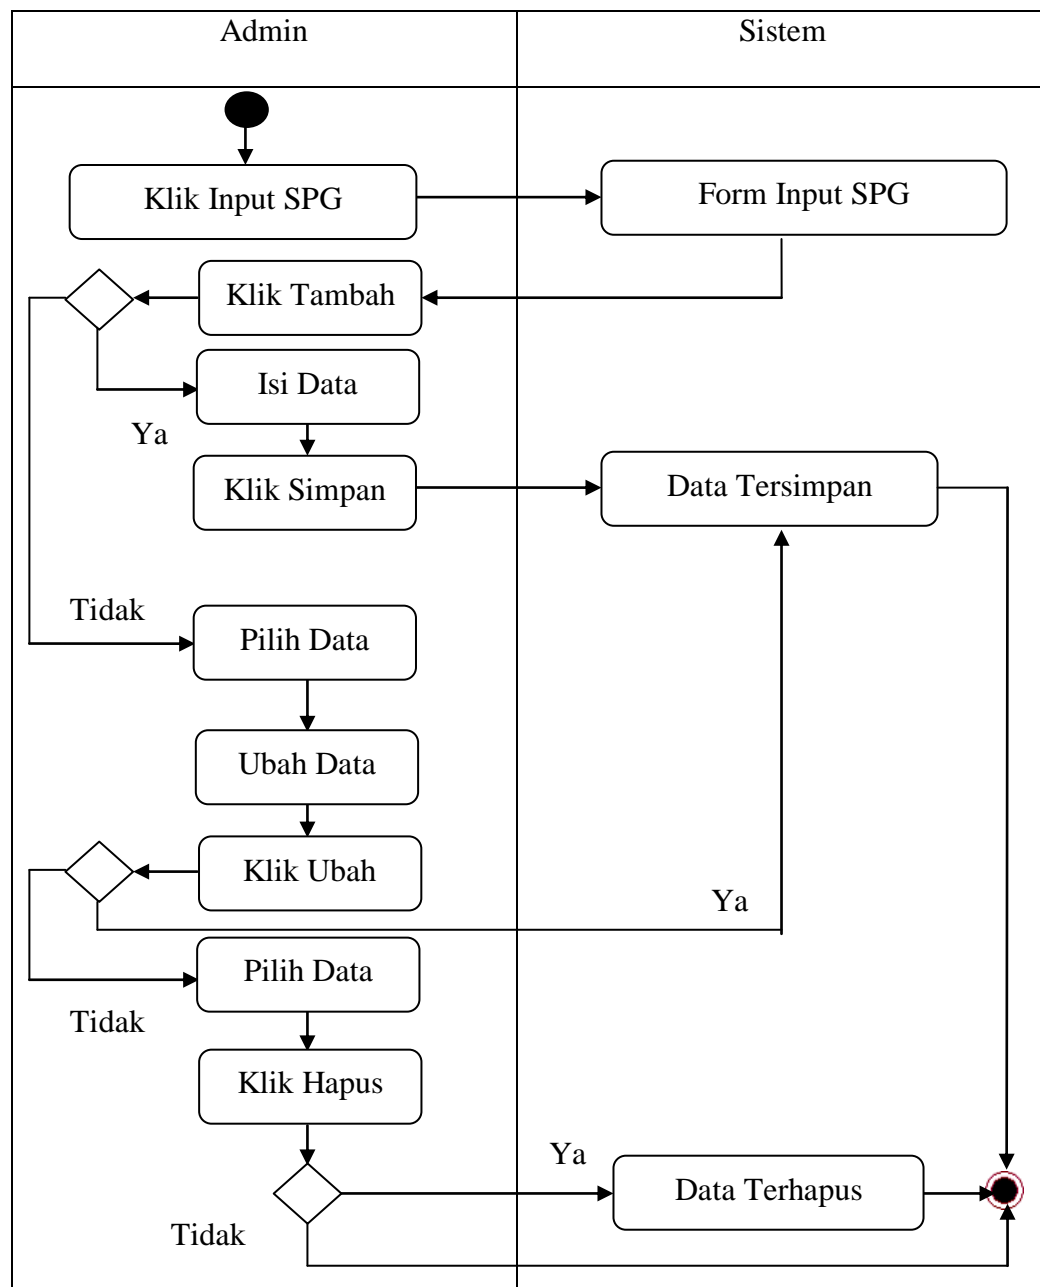 Admin
Sistem
Klik Input SPG
Form Input SPG
Klik Tambah
Isi Data
Ya
Klik Simpan
Data Tersimpan
Tidak
Pilih Data
Ubah Data
Klik Ubah
Ya
Pilih Data
Tidak
Klik Hapus
Ya
Data Terhapus
Tidak